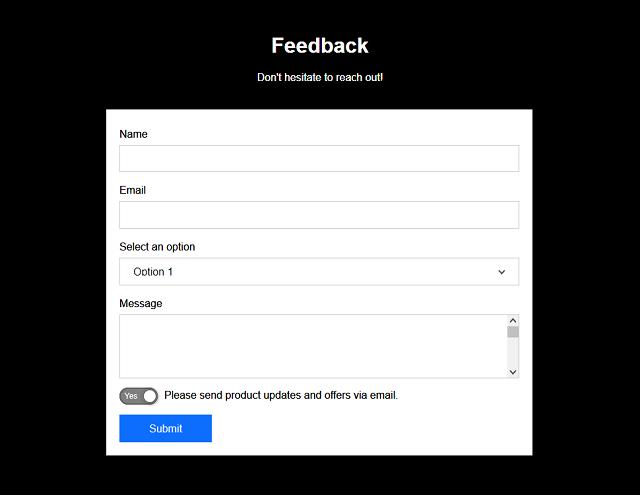 Feedback
Don't hesitate to reach out!
Name
Email
Select an option
Option 1
Message
Yes Please send product updates and offers via email.
Submit